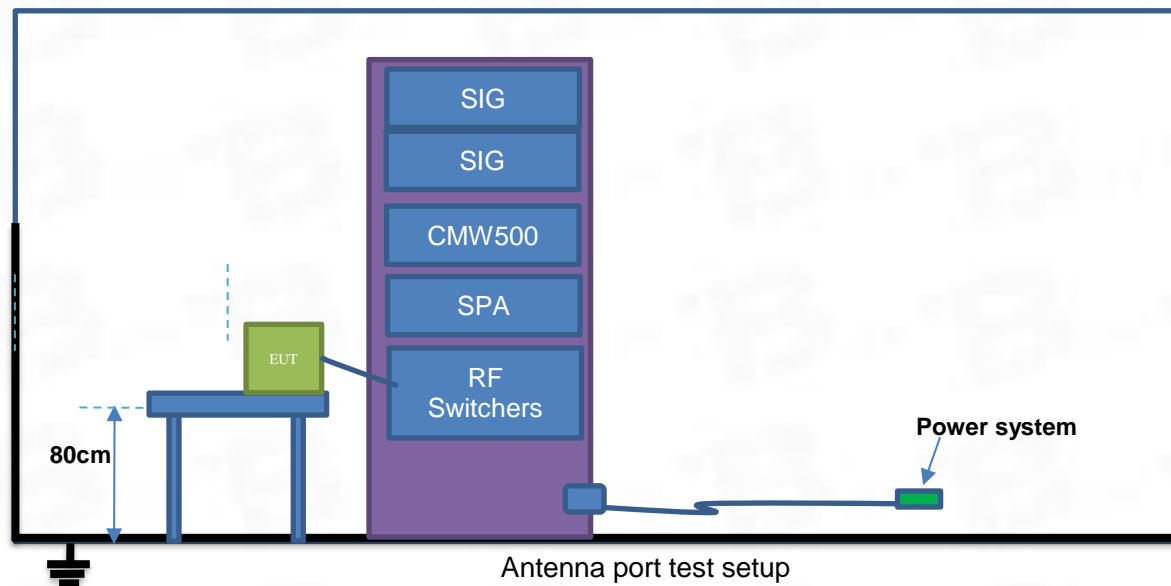 SIG
SIG
CMW500
SPA
EUT
RF
Switchers
80cm
Power system
Antenna port test setup